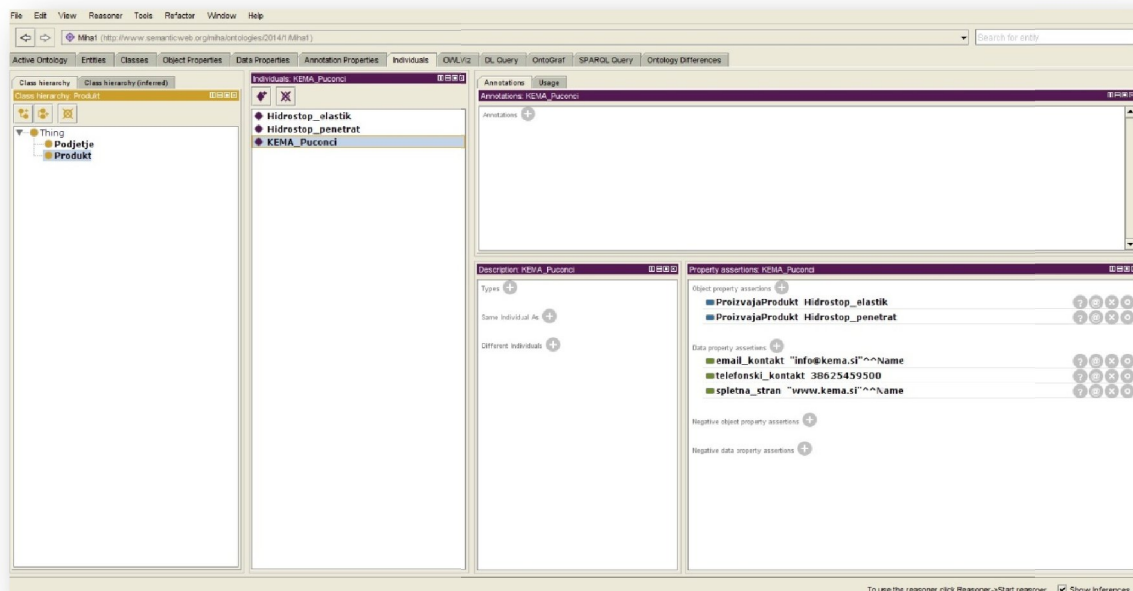 File Edit View Reasoner Tools Refactor Window Help
Miha1 (http://www.semanticweb.org/miha/ontologies/2014/1/Miha1)
Search for entity
Active Ontology Entities Classes Object Properties Data Properties Annotation Properties Individuals OWLViz DL Query OntoGraf SPARQL Query Ontology Differences
Class hierarchy Class hierarchy (inferred)
Class hierarchy: Produkt
Thing
Podjetje
Produkt
Individuals: KEMA_Puconci
Hidrostop_elastik
Hidrostop_penetrat
KEMA_Puconci
Annotations Usage
Annotations: KEMA_Puconci
Annotations
Description: KEMA_Puconci
Types
Same Individual As
Different Individuals
Property assertions: KEMA_Puconci
Object property assertions
ProizvajaProdukt Hidrostop_elastik
ProizvajaProdukt Hidrostop_penetrat
Data property assertions
email_kontakt "info@kema.si"^^Name
telefonski_kontakt 38625459500
spletna_stran "www.kema.si"^^Name
Negative object property assertions
Negative data property assertions
To use the reasoner click Reasoner->Start reasoner Show Inferences